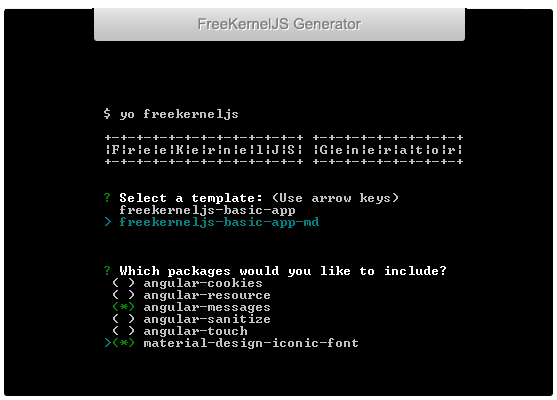 FreeKernelJS Generator
$ yo freekerneljs
+-+-+-+-+-+-+-+-+-+-+-+-+ +-+-+-+-+-+-+-+-+-+
|F|r|e|e|K|e|r|n|e|l|J|S| |G|e|n|e|r|a|t|o|r|
+-+-+-+-+-+-+-+-+-+-+-+-+ +-+-+-+-+-+-+-+-+-+
? Select a template: (Use arrow keys)
freekerneljs-basic-app
> freekerneljs-basic-app-md
? Which packages would you like to include?
( ) angular-cookies
( ) angular-resource
(*) angular-messages
( ) angular-sanitize
( ) angular-touch
>(*) material-design-iconic-font